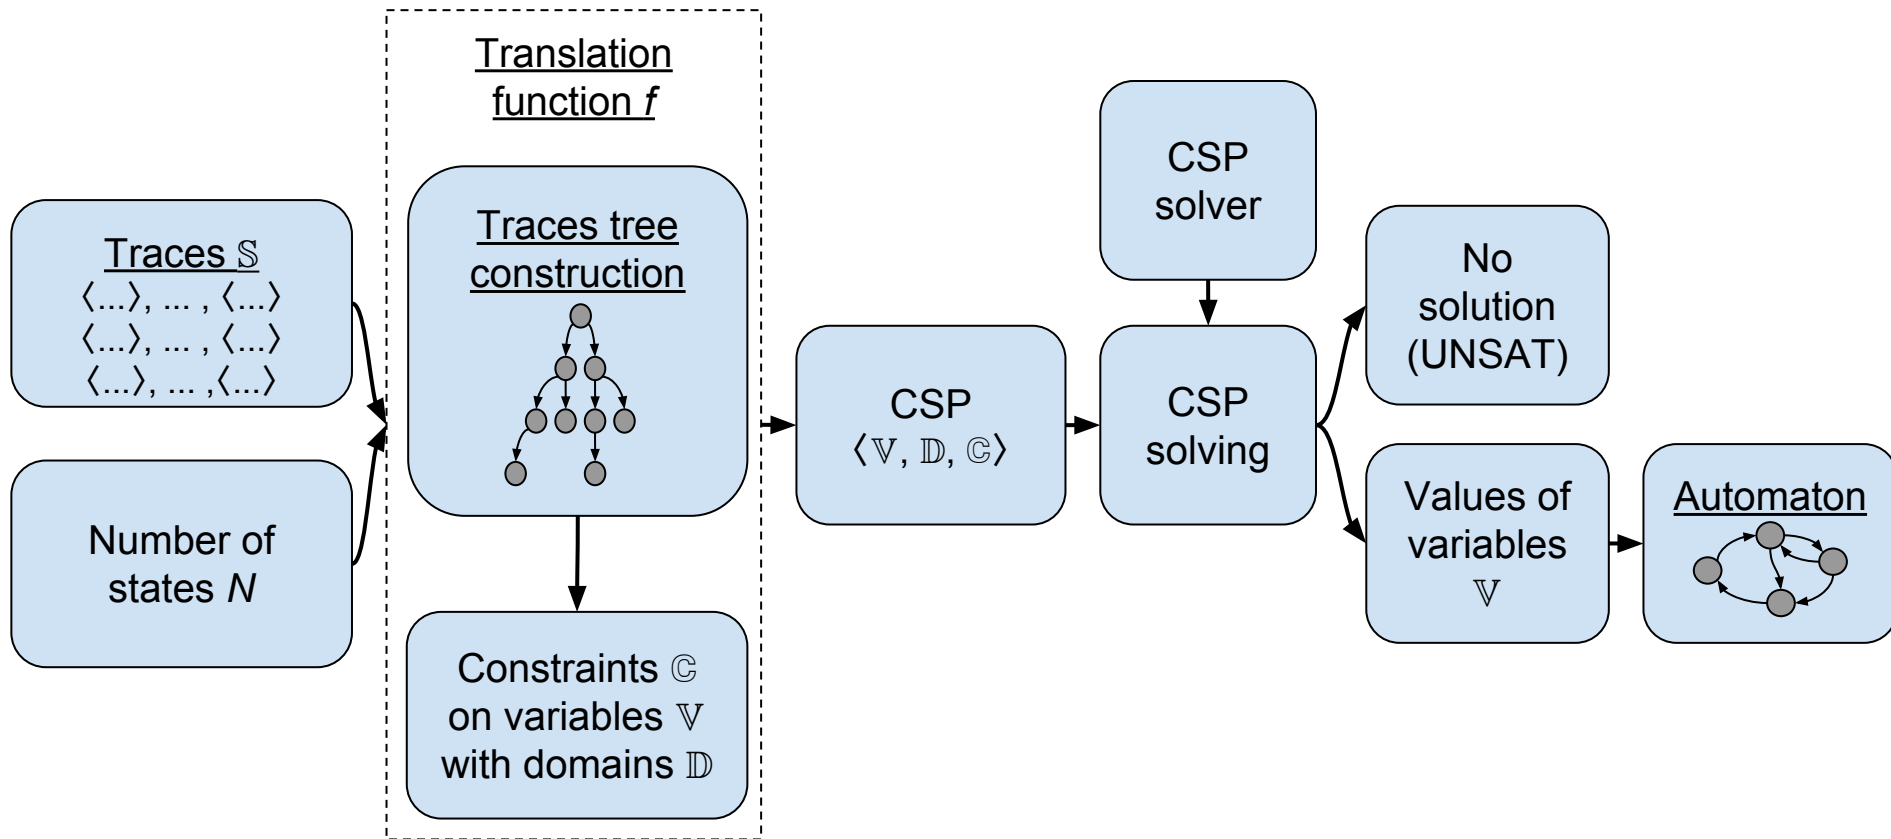 Translation
function f
Traces 𝕊
⟨...⟩, ... , ⟨...⟩
⟨...⟩, ... , ⟨...⟩
⟨...⟩, ... ,⟨...⟩
Number of
states N
Traces tree
construction
Constraints ℂ
on variables 𝕍
with domains 𝔻
CSP
⟨𝕍, 𝔻, ℂ⟩
CSP
solver
CSP
solving
No
solution
(UNSAT)
Values of
variables
𝕍
Automaton